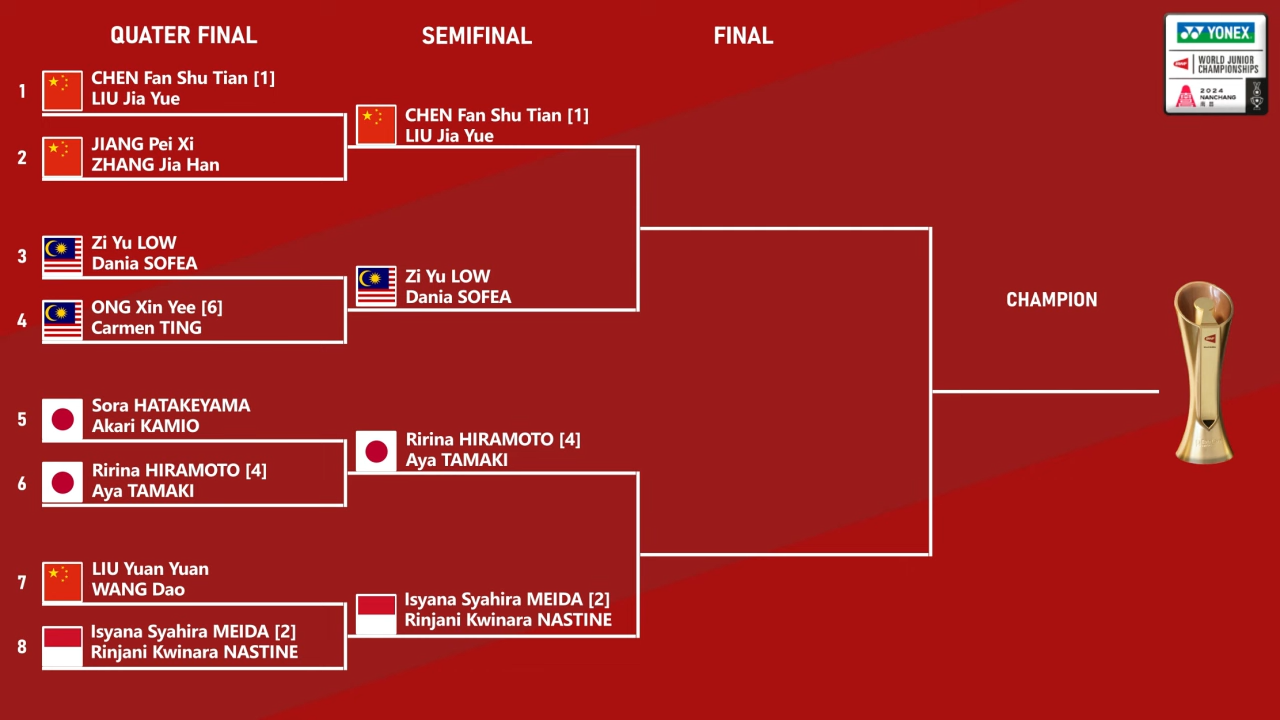 QUATER FINAL
SEMIFINAL
FINAL
YONEX
WORLD JUNIOR
CHAMPIONSHIPS
2024
NANCHANG
南昌
1
CHEN Fan Shu Tian [1]
LIU Jia Yue
2
JIANG Pei Xi
ZHANG Jia Han
3
Zi Yu LOW
Dania SOFEA
4
ONG Xin Yee [6]
Carmen TING
5
Sora HATAKEYAMA
Akari KAMIO
6
Ririna HIRAMOTO [4]
Aya TAMAKI
7
LIU Yuan Yuan
WANG Dao
8
Isyana Syahira MEIDA [2]
Rinjani Kwinara NASTINE
CHEN Fan Shu Tian [1]
LIU Jia Yue
Zi Yu LOW
Dania SOFEA
Ririna HIRAMOTO [4]
Aya TAMAKI
Isyana Syahira MEIDA [2]
Rinjani Kwinara NASTINE
CHAMPION